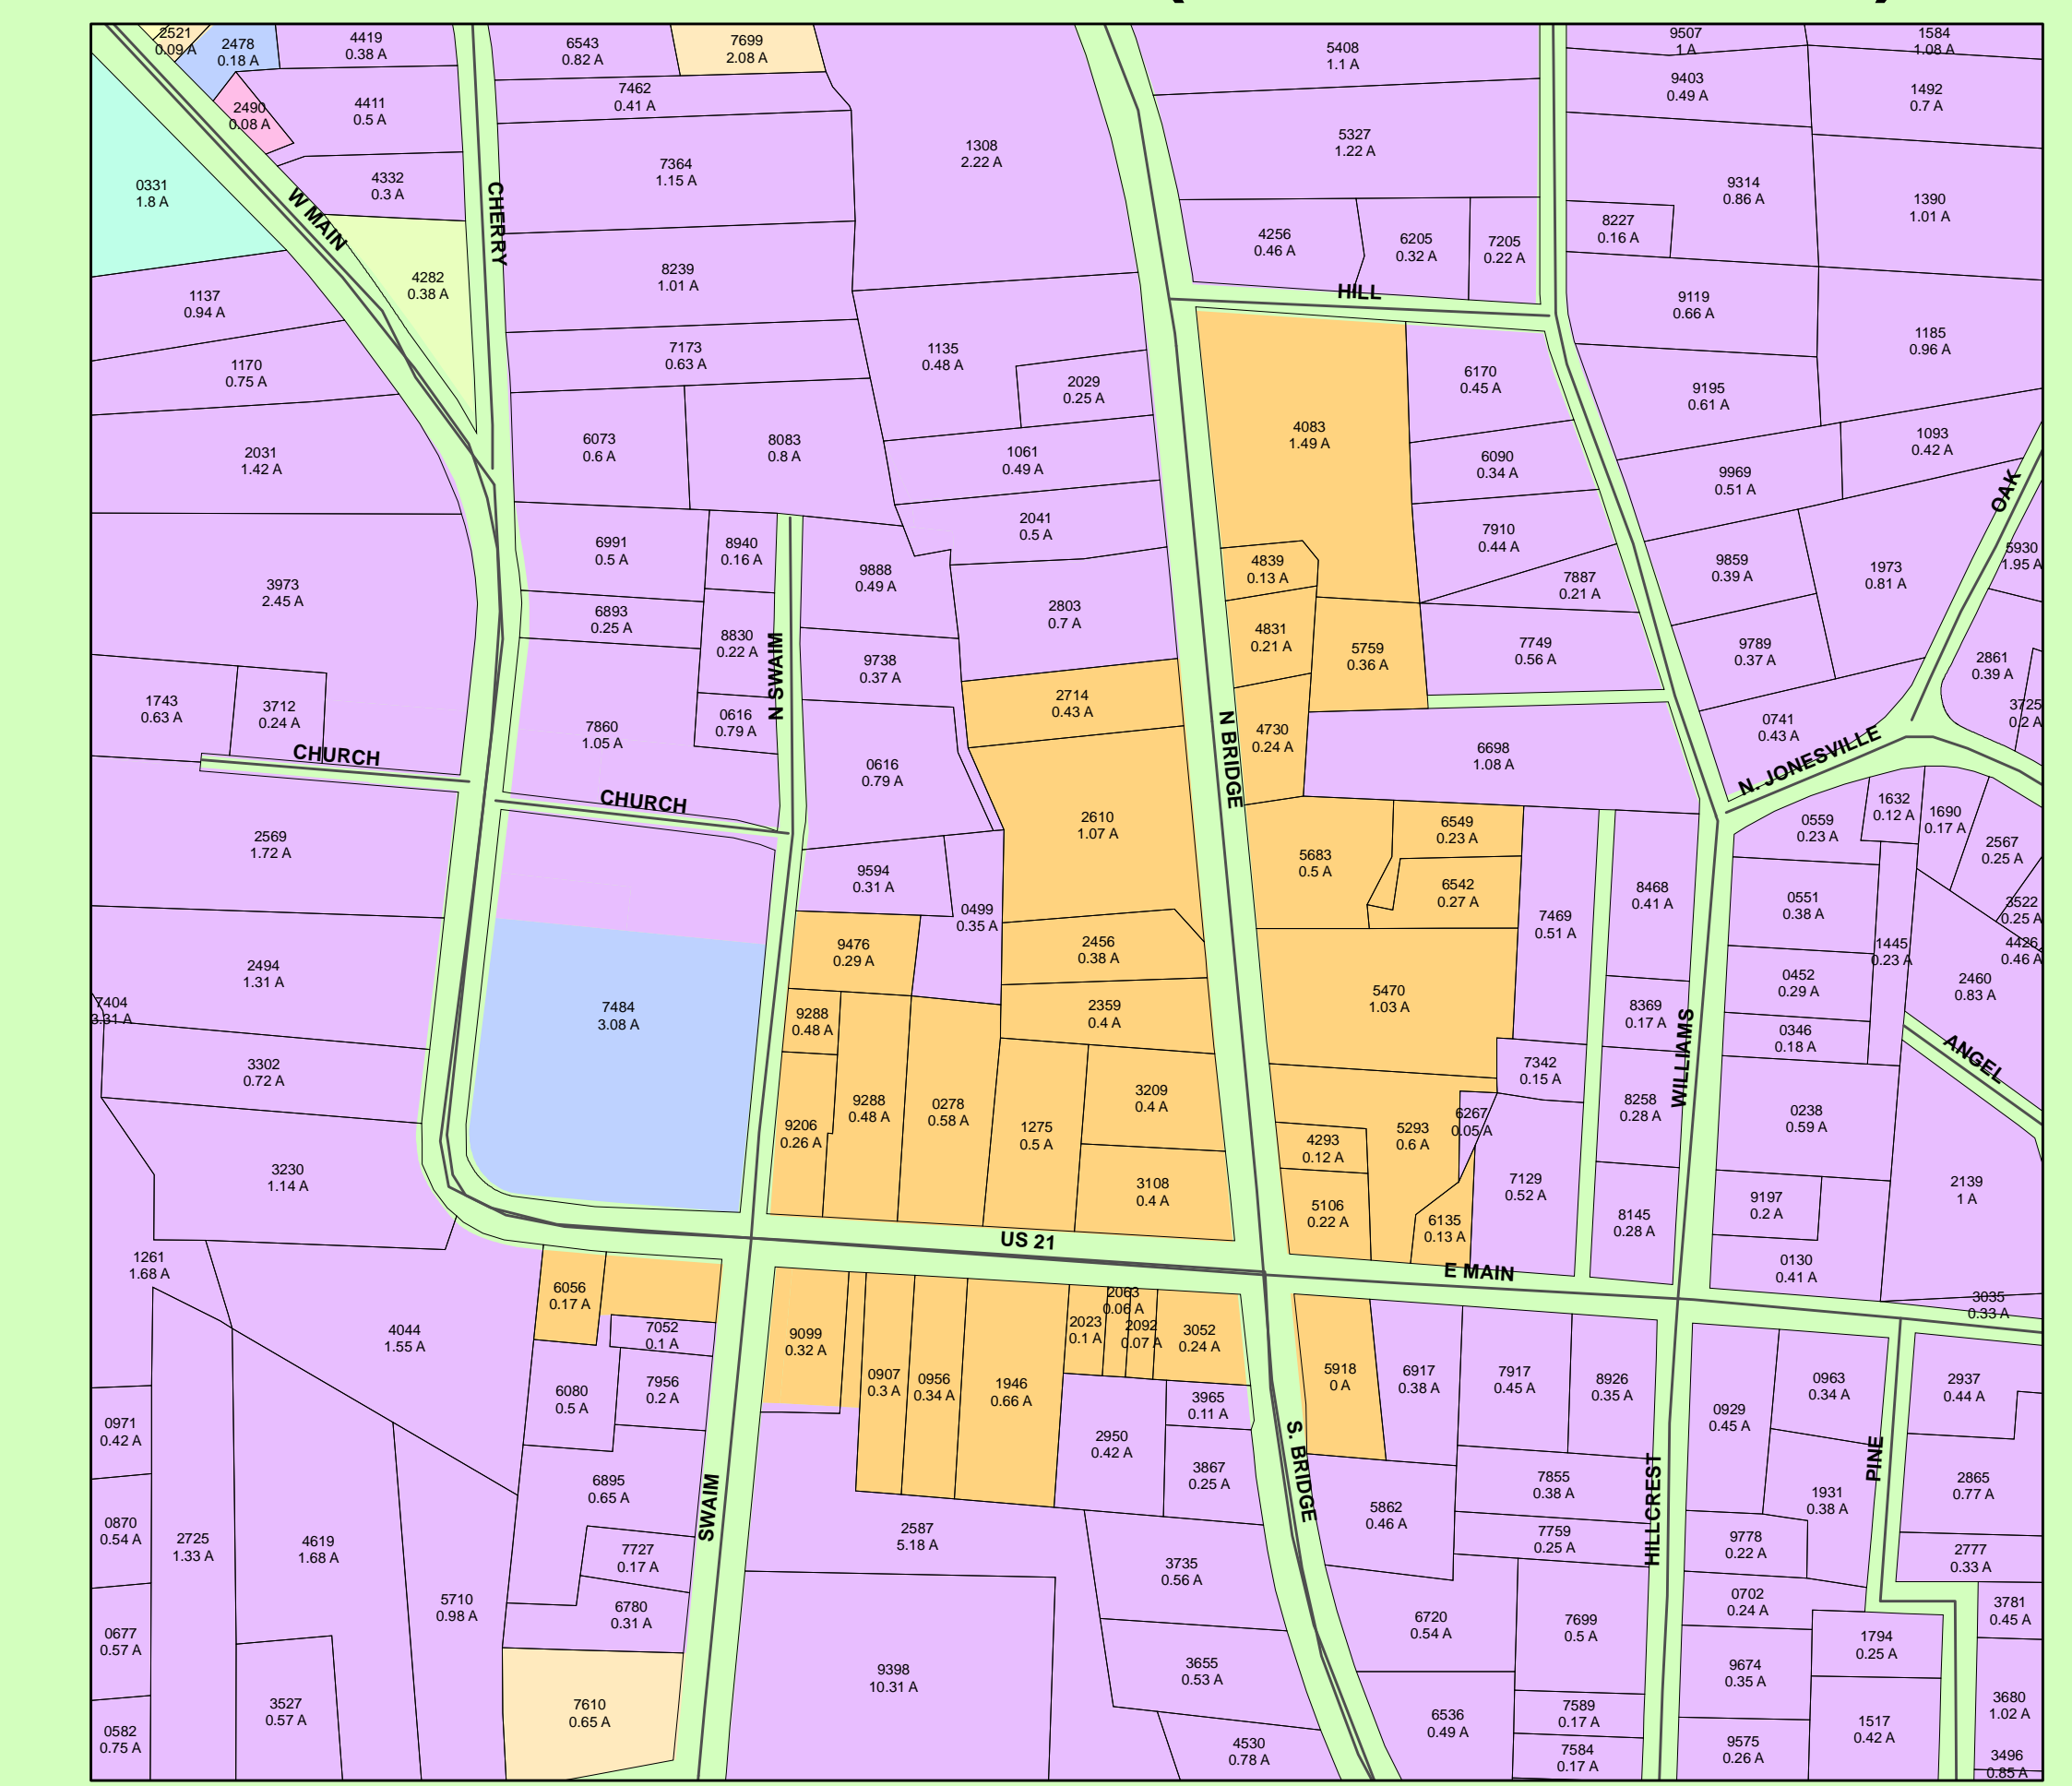 2521
0.09 A
2478
0.18 A
4419
0.38 A
6543
0.82 A
7699
2.08 A
5408
1.1 A
9507
1 A
1584
1.08 A
2490
0.08 A
4411
0.5 A
7462
0.41 A
9403
0.49 A
1492
0.7 A
0331
1.8 A
W MAIN
4332
0.3 A
CHERRY
7364
1.15 A
1308
2.22 A
5327
1.22 A
9314
0.86 A
1390
1.01 A
4256
0.46 A
6205
0.32 A
7205
0.22 A
8227
0.16 A
1137
0.94 A
4282
0.38 A
8239
1.01 A
HILL
9119
0.66 A
1185
0.96 A
1170
0.75 A
7173
0.63 A
1135
0.48 A
2029
0.25 A
4083
1.49 A
6170
0.45 A
9195
0.61 A
2031
1.42 A
6073
0.6 A
8083
0.8 A
1061
0.49 A
6090
0.34 A
9969
0.51 A
1093
0.42 A
OAK
3973
2.45 A
6991
0.5 A
8940
0.16 A
9888
0.49 A
2041
0.5 A
4839
0.13 A
7910
0.44 A
7887
0.21 A
9859
0.39 A
1973
0.81 A
5930
1.95 A
6893
0.25 A
8830
0.22 A
N SWAIM
9738
0.37 A
2803
0.7 A
4831
0.21 A
5759
0.36 A
7749
0.56 A
9789
0.37 A
2861
0.39 A
1743
0.63 A
3712
0.24 A
7860
1.05 A
0616
0.79 A
2714
0.43 A
N BRIDGE
4730
0.24 A
6698
1.08 A
0741
0.43 A
3725
0.2 A
N. JONESVILLE
CHURCH
CHURCH
0616
0.79 A
2569
1.72 A
2610
1.07 A
5683
0.5 A
6549
0.23 A
6542
0.27 A
0559
0.23 A
1632
0.12 A
1690
0.17 A
2567
0.25 A
9594
0.31 A
0499
0.35 A
7469
0.51 A
8468
0.41 A
0551
0.38 A
3522
0.25 A
2494
1.31 A
9476
0.29 A
2456
0.38 A
1445
0.23 A
4426
0.46 A
7404
3.31 A
7484
3.08 A
9288
0.48 A
2359
0.4 A
5470
1.03 A
8369
0.17 A
WILLIAMS
0452
0.29 A
0346
0.18 A
2460
0.83 A
ANGEL
3302
0.72 A
9206
0.26 A
9288
0.48 A
0278
0.58 A
1275
0.5 A
3209
0.4 A
4293
0.12 A
5293
0.6 A
6267
0.05 A
7342
0.15 A
8258
0.28 A
0238
0.59 A
3230
1.14 A
3108
0.4 A
5106
0.22 A
6135
0.13 A
7129
0.52 A
8145
0.28 A
9197
0.2 A
2139
1 A
1261
1.68 A
US 21
E MAIN
0130
0.41 A
3035
0.33 A
4044
1.55 A
6056
0.17 A
7052
0.1 A
9099
0.32 A
0907
0.3 A
0956
0.34 A
1946
0.66 A
2023
0.1 A
2063
0.06 A
2092
0.07 A
3052
0.24 A
5918
0 A
6917
0.38 A
7917
0.45 A
8926
0.35 A
0929
0.45 A
0963
0.34 A
2937
0.44 A
0971
0.42 A
6080
0.5 A
7956
0.2 A
2950
0.42 A
3965
0.11 A
3867
0.25 A
S. BRIDGE
HILLCREST
PINE
0870
0.54 A
2725
1.33 A
4619
1.68 A
6895
0.65 A
SWAIM
2587
5.18 A
5862
0.46 A
7855
0.38 A
7759
0.25 A
9778
0.22 A
1931
0.38 A
2865
0.77 A
2777
0.33 A
0677
0.57 A
5710
0.98 A
7727
0.17 A
6780
0.31 A
3735
0.56 A
6720
0.54 A
7699
0.5 A
0702
0.24 A
1794
0.25 A
3781
0.45 A
0582
0.75 A
3527
0.57 A
7610
0.65 A
9398
10.31 A
3655
0.53 A
4530
0.78 A
6536
0.49 A
7589
0.17 A
7584
0.17 A
9674
0.35 A
9575
0.26 A
1517
0.42 A
3680
1.02 A
3496
0.85 A